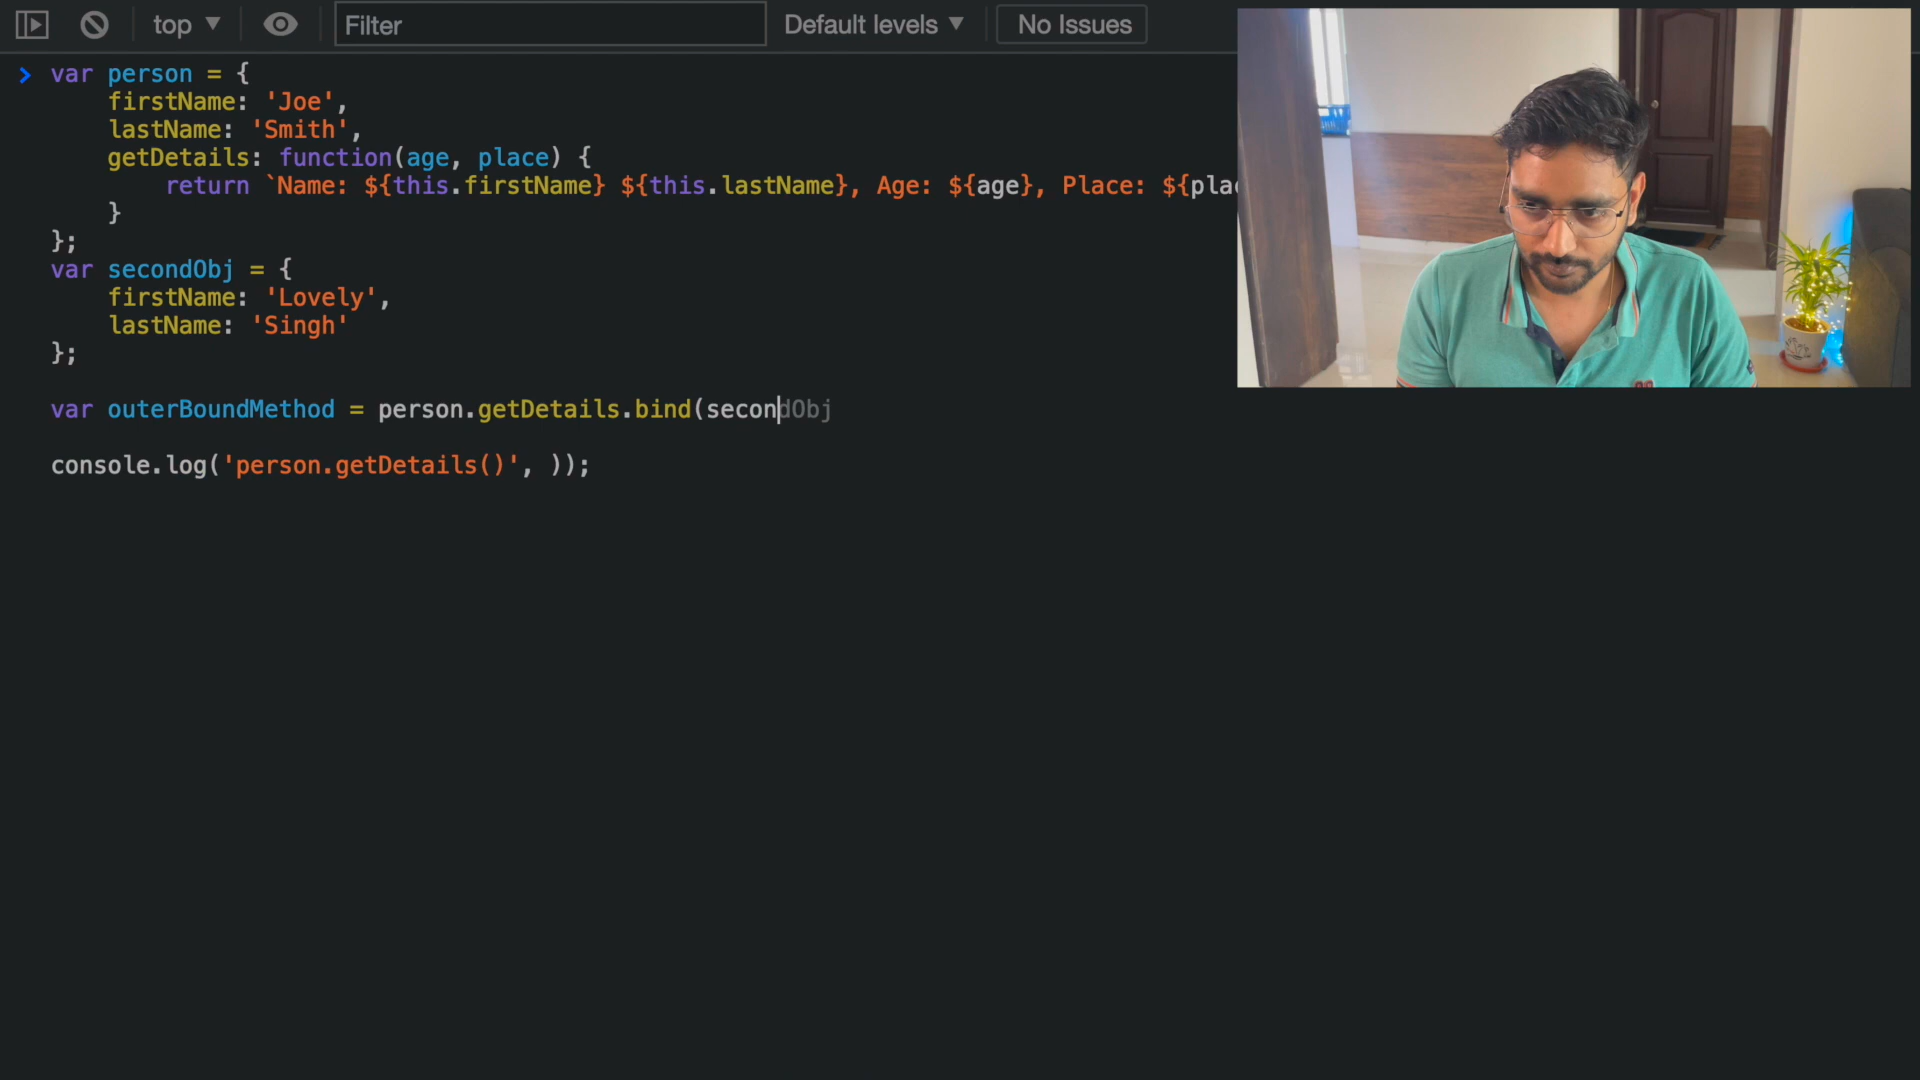 top ▼ Filter Default levels ▼ No Issues
> var person = {
firstName: 'Joe',
lastName: 'Smith',
getDetails: function(age, place) {
return `Name: ${this.firstName} ${this.lastName}, Age: ${age}, Place: ${plac
}
};
var secondObj = {
firstName: 'Lovely',
lastName: 'Singh'
};
var outerBoundMethod = person.getDetails.bind(secondObj
console.log('person.getDetails()', ));